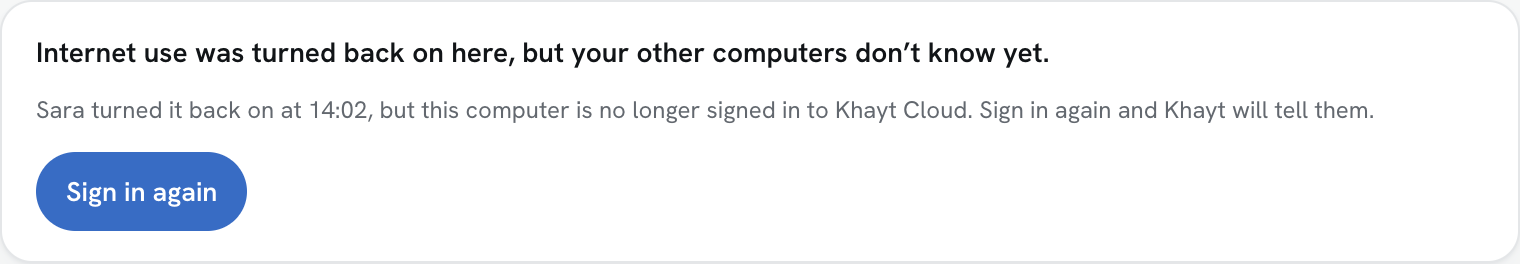 Internet use was turned back on here, but your other computers don’t know yet.
Sara turned it back on at 14:02, but this computer is no longer signed in to Khayt Cloud. Sign in again and Khayt will tell them.
Sign in again